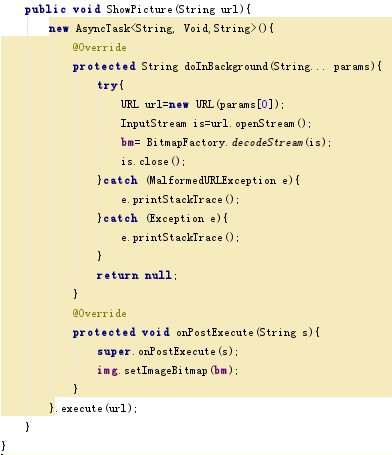 public void ShowPicture(String url){
new AsyncTask<String, Void,String>(){
@Override
protected String doInBackground(String... params){
try{
URL url=new URL(params[0]);
InputStream is=url.openStream();
bm= BitmapFactory.decodeStream(is);
is.close();
}catch (MalformedURLException e){
e.printStackTrace();
}catch (Exception e){
e.printStackTrace();
}
return null;
}
@Override
protected void onPostExecute(String s){
super.onPostExecute(s);
img.setImageBitmap(bm);
}
}.execute(url);
}
}